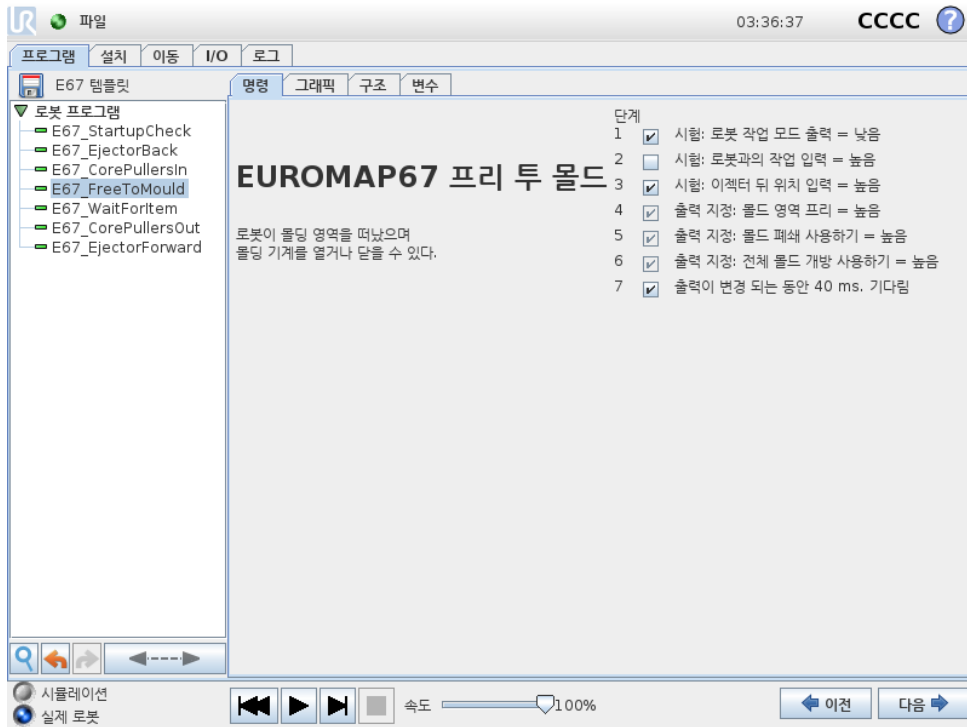 UR 파일 03:36:37 CCCC ?
프로그램 설치 이동 I/O 로그
E67 템플릿
명령 그래픽 구조 변수
로봇 프로그램
E67_StartupCheck
E67_EjectorBack
E67_CorePullersIn
E67_FreeToMould
E67_WaitForItem
E67_CorePullersOut
E67_EjectorForward
EUROMAP67 프리 투 몰드
로봇이 몰딩 영역을 떠났으며
몰딩 기계를 열거나 닫을 수 있다.
단계
1 시험: 로봇 작업 모드 출력 = 낮음
2 시험: 로봇과의 작업 입력 = 높음
3 시험: 이젝터 뒤 위치 입력 = 높음
4 출력 지정: 몰드 영역 프리 = 높음
5 출력 지정: 몰드 폐쇄 사용하기 = 높음
6 출력 지정: 전체 몰드 개방 사용하기 = 높음
7 출력이 변경 되는 동안 40 ms. 기다림
시뮬레이션
실제 로봇
속도 100%
이전 다음